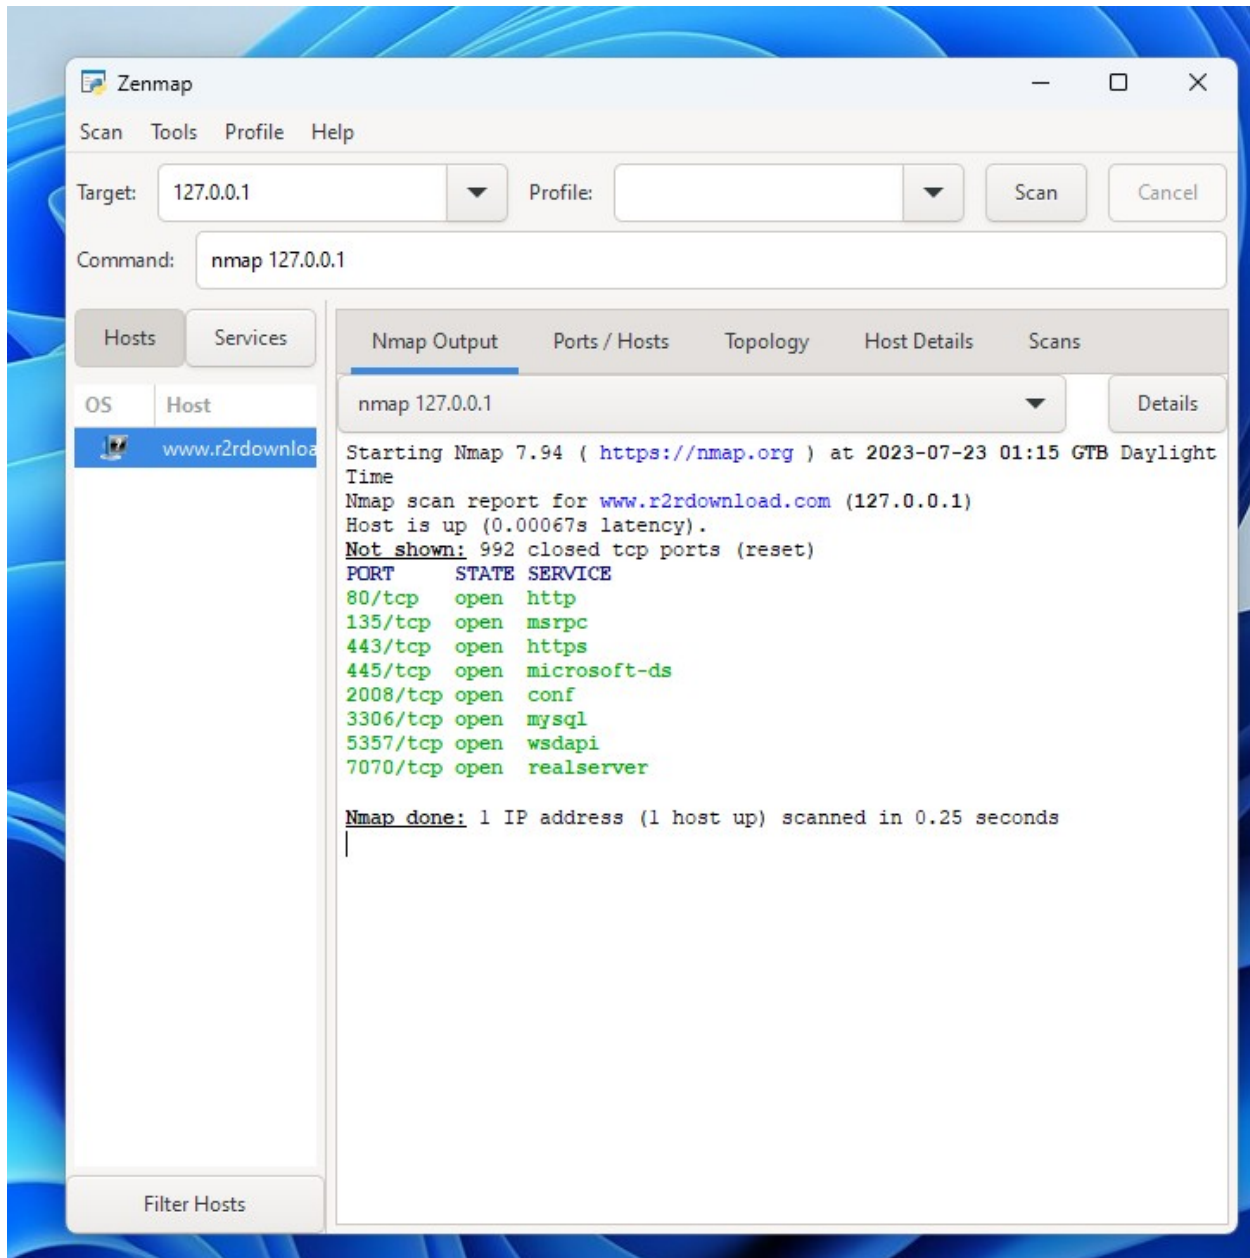 Zenmap
Scan Tools Profile Help
Target: 127.0.0.1 Profile: Scan Cancel
Command: nmap 127.0.0.1
Hosts Services
OS Host
www.r2rdownloa
Filter Hosts
Nmap Output Ports / Hosts Topology Host Details Scans
nmap 127.0.0.1 Details
Starting Nmap 7.94 ( https://nmap.org ) at 2023-07-23 01:15 GTB Daylight
Time
Nmap scan report for www.r2rdownload.com (127.0.0.1)
Host is up (0.00067s latency).
Not shown: 992 closed tcp ports (reset)
PORT STATE SERVICE
80/tcp open http
135/tcp open msrpc
443/tcp open https
445/tcp open microsoft-ds
2008/tcp open conf
3306/tcp open mysql
5357/tcp open wsdapi
7070/tcp open realserver
Nmap done: 1 IP address (1 host up) scanned in 0.25 seconds